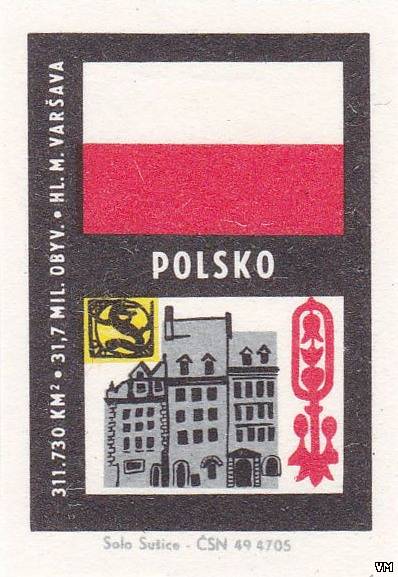 311.730 KM² • 31,7 MIL. OBYV. • HL. M. VARŠAVA
POLSKO
Solo Sušice - ČSN 49 4705
VM